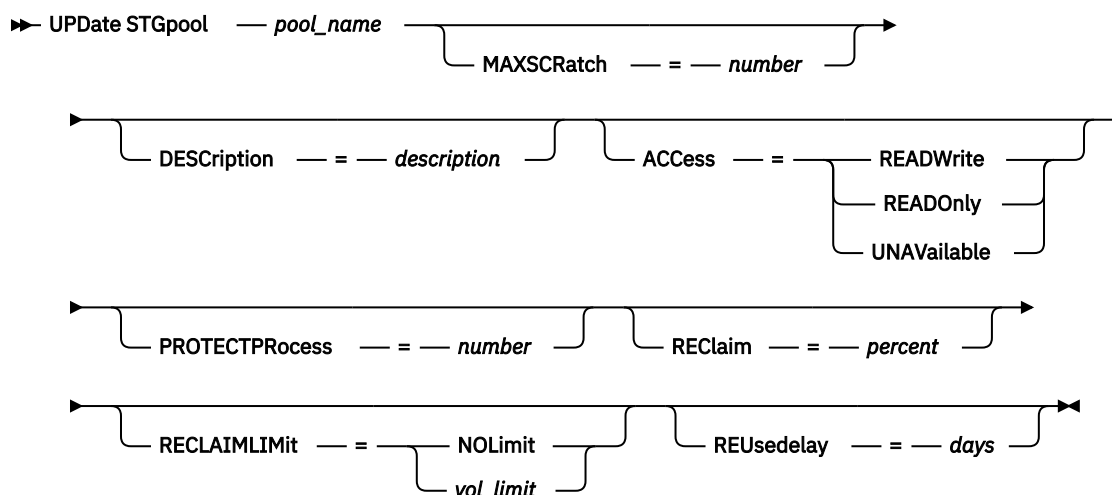 UPDate STGpool pool_name
MAXSCRatch = number
DESCription = description ACCess = READWrite
READOnly
UNAVailable
PROTECTPRocess = number REClaim = percent
RECLAIMLIMit = NOLimit REUsedelay = days
vol_limit